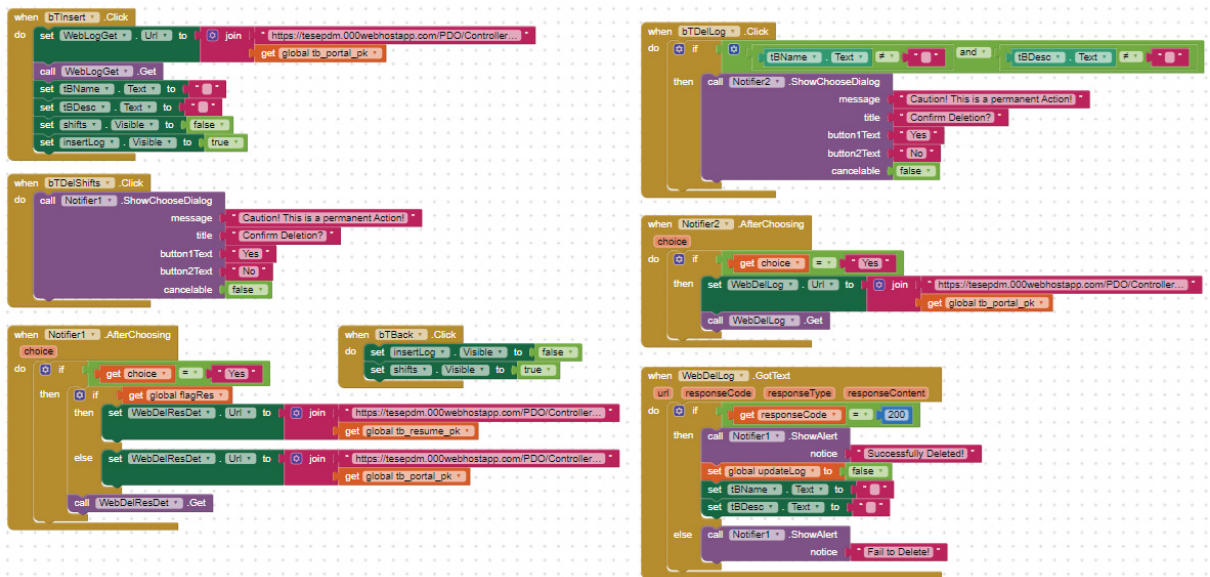 when bTInsert .Click
do set WebLogGet . Url to join " https://tesepdm.000webhostapp.com/PDO/Controller... "
get global tb_portal_pk
call WebLogGet .Get
set tBName . Text to " "
set tBDesc . Text to " "
set shifts . Visible to false
set insertLog . Visible to true
when bTDelShifts .Click
do call Notifier1 .ShowChooseDialog
message " Caution! This is a permanent Action! "
title " Confirm Deletion? "
button1Text " Yes "
button2Text " No "
cancelable false
when Notifier1 .AfterChoosing
choice
do if get choice = " Yes "
then if get global flagRes
then set WebDelResDet . Url to join " https://tesepdm.000webhostapp.com/PDO/Controller... "
get global tb_resume_pk
else set WebDelResDet . Url to join " https://tesepdm.000webhostapp.com/PDO/Controller... "
get global tb_portal_pk
call WebDelResDet .Get
when bTBack .Click
do set insertLog . Visible to false
set shifts . Visible to true
when bTDelLog .Click
do if tBName . Text ≠ " " and tBDesc . Text ≠ " "
then call Notifier2 .ShowChooseDialog
message " Caution! This is a permanent Action! "
title " Confirm Deletion? "
button1Text " Yes "
button2Text " No "
cancelable false
when Notifier2 .AfterChoosing
choice
do if get choice = " Yes "
then set WebDelLog . Url to join " https://tesepdm.000webhostapp.com/PDO/Controller... "
get global tb_portal_pk
call WebDelLog .Get
when WebDelLog .GotText
url responseCode responseType responseContent
do if get responseCode = 200
then call Notifier1 .ShowAlert
notice " Successfully Deleted! "
set global updateLog to false
set tBName . Text to " "
set tBDesc . Text to " "
else call Notifier1 .ShowAlert
notice " Fail to Delete! "